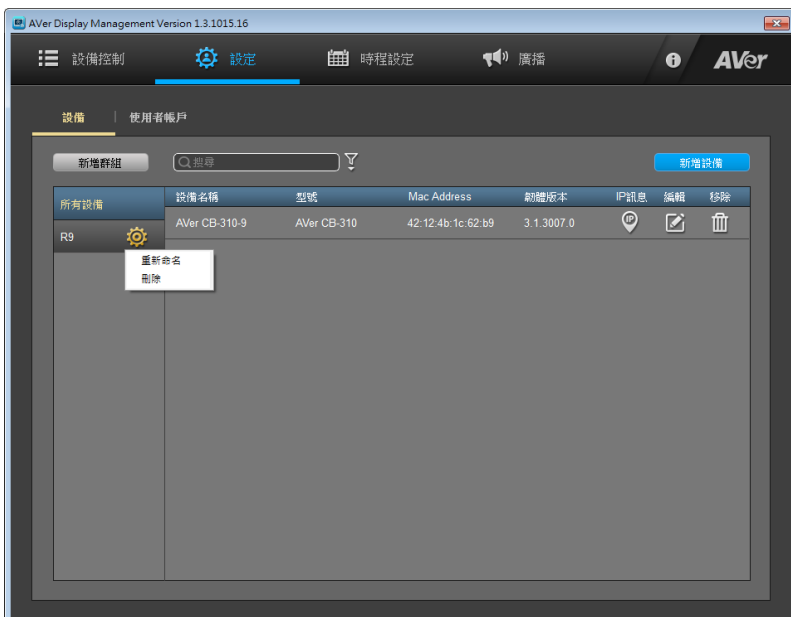 AVer Display Management Version 1.3.1015.16
設備控制 設定 時程設定 廣播 AVer
設備 使用者帳戶
新增群組 搜尋 新增設備
所有設備 設備名稱 型號 Mac Address 韌體版本 IP訊息 編輯 移除
R9 AVer CB-310-9 AVer CB-310 42:12:4b:1c:62:b9 3.1.3007.0 IP
重新命名
刪除